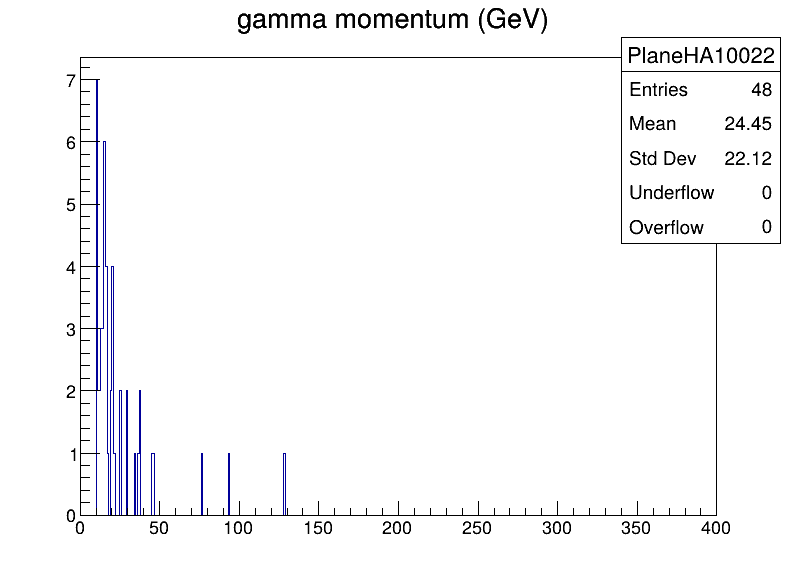 gamma momentum (GeV)
PlaneHA10022
Entries 48
Mean 24.45
Std Dev 22.12
Underflow 0
Overflow 0
7
6
5
4
3
2
1
0
0 50 100 150 200 250 300 350 400